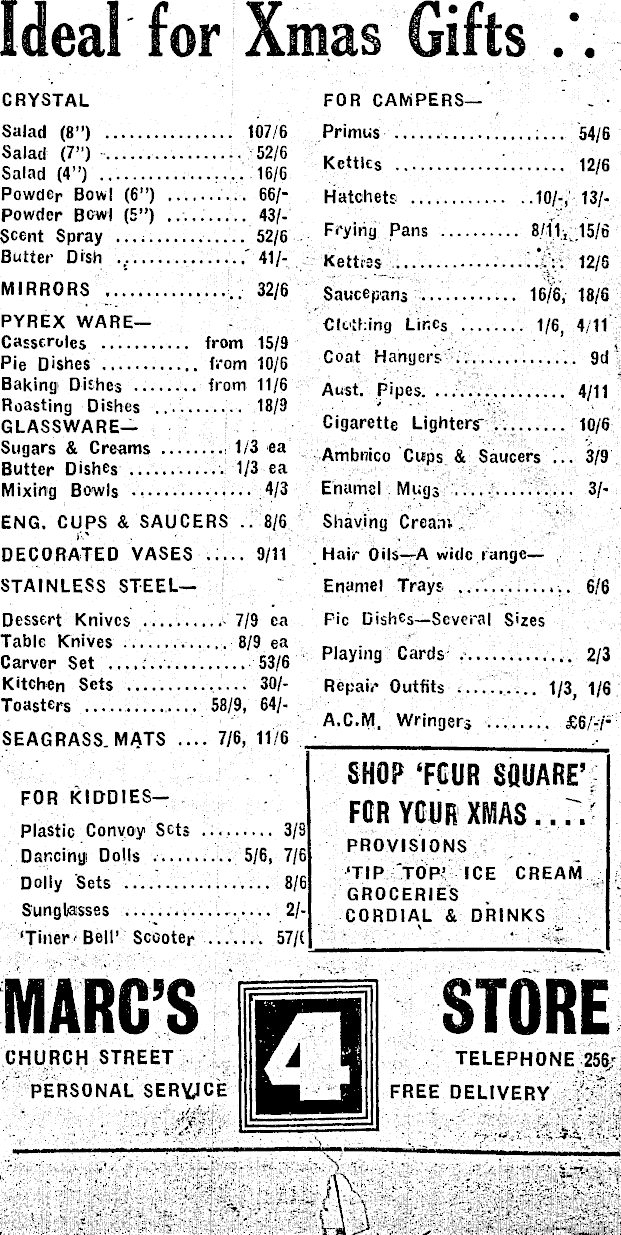 Ideal for Xmas Gifts
CRYSTAL
Salad (8") ................ 107/6
Salad (7") ................. 52/6
Salad (4") ................ 16/6
Powder Bowl (6") .......... 66/-
Powder Bowl (5") .......... 43/-
Scent Spray ................ 52/6
Butter Dish ................ 41/-
MIRRORS ................. 32/6
PYREX WARE—
Casseroles ........... from 15/9
Pie Dishes ............ from 10/6
Baking Dishes ........ from 11/6
Roasting Dishes ........... 18/9
GLASSWARE—
Sugars & Creams ........ 1/3 ea
Butter Dishes ............ 1/3 ea
Mixing Bowls ............... 4/3
ENG. CUPS & SAUCERS .. 8/6
DECORATED VASES ..... 9/11
STAINLESS STEEL—
Dessert Knives .......... 7/9 ea
Table Knives ............ 8/9 ea
Carver Set ................. 53/6
Kitchen Sets .............. 30/-
Toasters .............. 58/9, 64/-
SEAGRASS MATS .... 7/6, 11/6
FOR KIDDIES—
Plastic Convoy Sets ......... 3/9
Dancing Dolls .......... 5/6, 7/6
Dolly Sets .................. 8/6
Sunglasses .................. 2/-
Bell' Scooter .......
FOR CAMPERS—
Primus ..................... 54/6
Kettles ..................... 12/6
Hatchets .............. 10/-, 13/-
Frying Pans .......... 8/11, 15/6
Kettles ..................... 12/6
Saucepans ............ 16/6, 18/6
Clothing Lines ........ 1/6, 4/11
Coat Hangers ............... 9d
Aust. Pipes. ................ 4/11
Cigarette Lighters ......... 10/6
Ambrico Cups & Saucers ... 3/9
Enamel Mugs ............... 3/-
Shaving Cream
Hair Oils—A wide range—
Enamel Trays .............. 6/6
Pie Dishes—Several Sizes
Playing Cards .............. 2/3
Repair Outfits .......... 1/3, 1/6
A.C.M. Wringers ........ £6/-/-
SHOP 'FOUR SQUARE'
FOR YOUR XMAS ....
PROVISIONS
'TIP TOP' ICE CREAM
GROCERIES
CORDIAL & DRINKS
MARC'S 4 STORE
CHURCH STREET TELEPHONE 256
PERSONAL SERVICE FREE DELIVERY